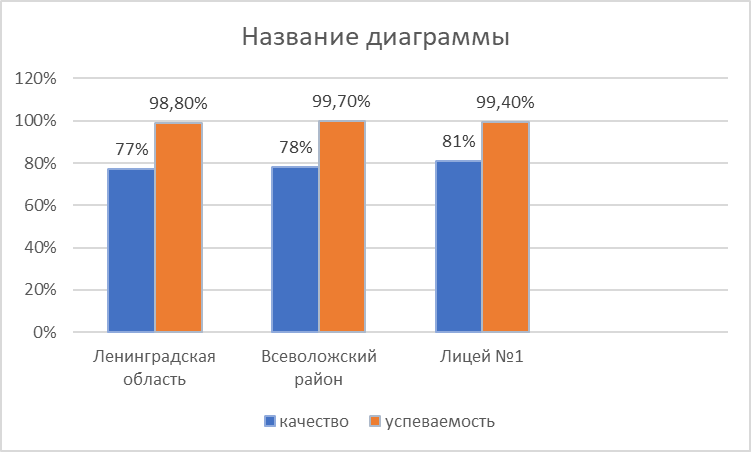 Название диаграммы
120%
100%
80%
60%
40%
20%
0%
77%
98,80%
78%
99,70%
81%
99,40%
Ленинградская
область
Всеволожский
район
Лицей №1
качество
успеваемость